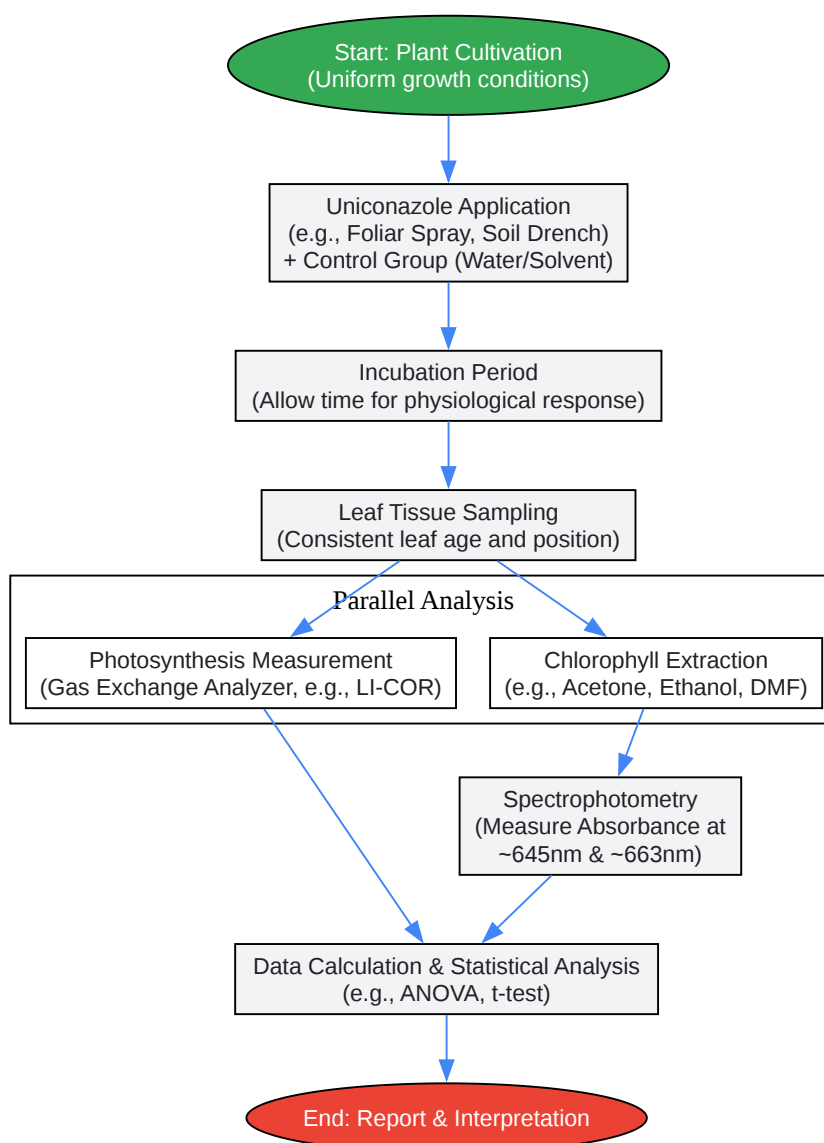 Start: Plant Cultivation
(Uniform growth conditions)
Uniconazole Application
(e.g., Foliar Spray, Soil Drench)
+ Control Group (Water/Solvent)
Incubation Period
(Allow time for physiological response)
Leaf Tissue Sampling
(Consistent leaf age and position)
Parallel Analysis
Photosynthesis Measurement
(Gas Exchange Analyzer, e.g., LI-COR)
Chlorophyll Extraction
(e.g., Acetone, Ethanol, DMF)
Spectrophotometry
(Measure Absorbance at
~645nm & ~663nm)
Data Calculation & Statistical Analysis
(e.g., ANOVA, t-test)
End: Report & Interpretation